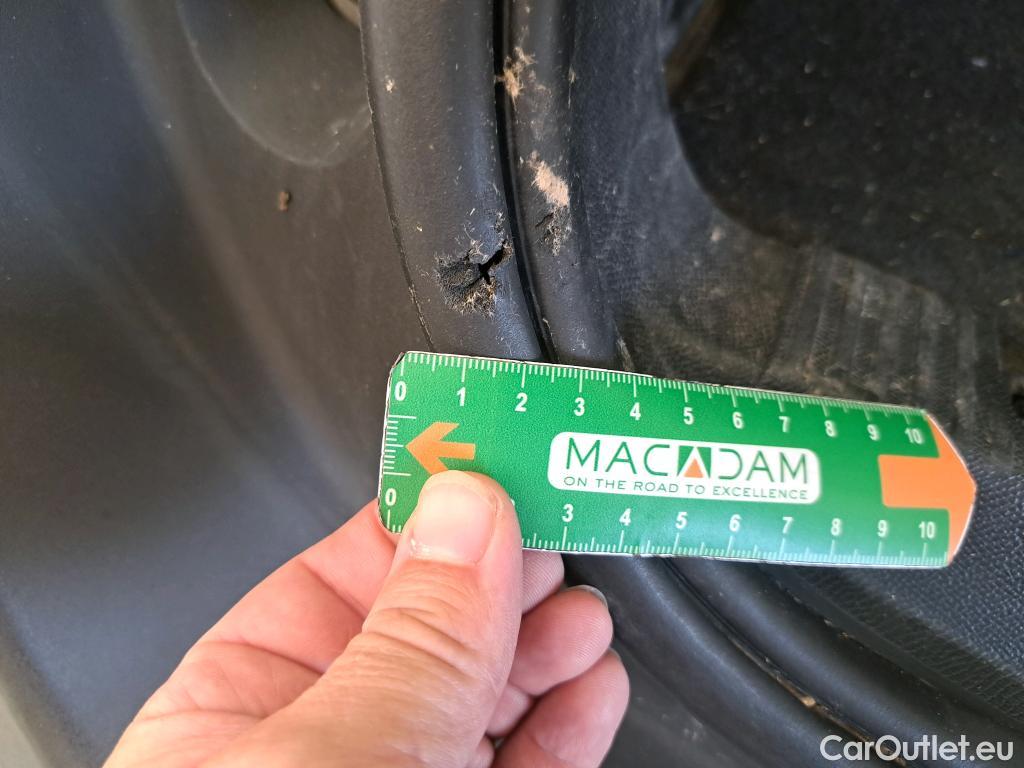 0 1 2 3 4 5 6 7 8 9 10
MACADAM
ON THE ROAD TO EXCELLENCE
0 3 4 5 6 7 8 9 10
CarOutlet.eu